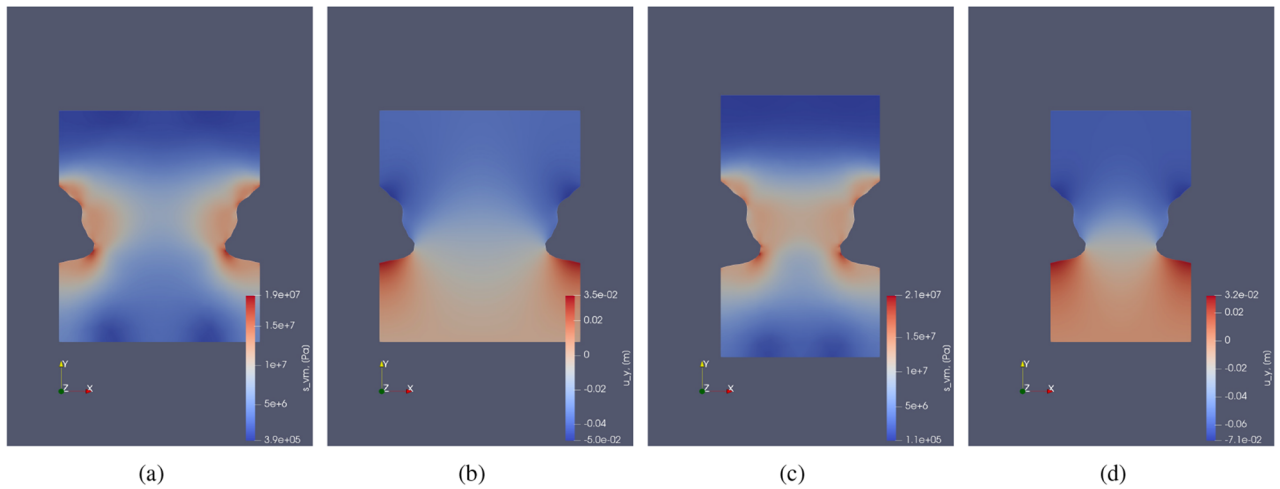 1.9e+07
1.5e+7
1e+7
5e+6
3.9e+05
s_vm, (Pa)
Y
Z
X
3.5e-02
0.02
0
-0.02
-0.04
-5.0e-02
u_y, (m)
Y
Z
X
2.1e+07
1.5e+7
1e+7
5e+6
1.1e+05
s_vm, (Pa)
Y
Z
X
3.2e-02
0.02
0
-0.02
-0.04
-0.06
-7.1e-02
u_y, (m)
Y
Z
X
(a)
(b)
(c)
(d)